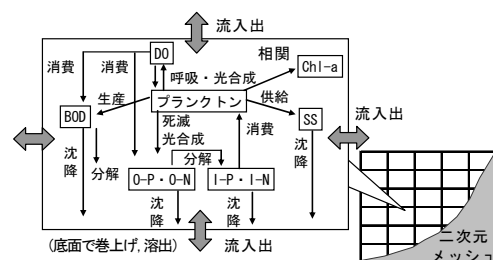 流入出
DO
消費
消費
呼吸・光合成
相関
Chl-a
生産
プランクトン
供給
BOD
SS
流入出
死滅
光合成
消費
分解
沈降
分解
O-P・O-N
I-P・I-N
沈降
沈降
沈降
(底面で巻上げ,溶出)
流入出
二次元
メッシュ